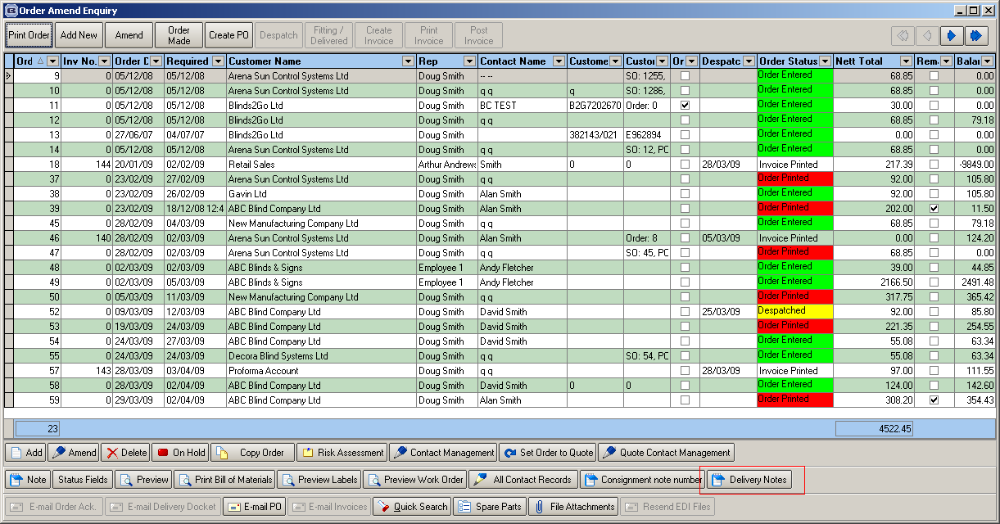 Order Amend Enquiry
Print Order Add New Amend Order Made Create PO Despatch Fitting / Delivered Create Invoice Print Invoice Post Invoice
Ord Inv No. Order D Required Customer Name Rep Contact Name Custome Custor Or Despatc Order Status Nett Total Rem Balar
9 0 05/12/08 05/12/08 Arena Sun Control Systems Ltd Doug Smith -- -- SO: 1255, Order Entered 68.85 0.00
10 0 05/12/08 05/12/08 Arena Sun Control Systems Ltd Doug Smith q q q SO: 1286, Order Entered 68.85 0.00
11 0 05/12/08 05/12/08 Blinds2Go Ltd Doug Smith BC TEST B2G7202670 Order: 0 Order Entered 30.00 0.00
12 0 05/12/08 05/12/08 Blinds2Go Ltd Doug Smith q q Order Entered 68.85 79.18
13 0 27/06/07 04/07/07 Blinds2Go Ltd Doug Smith 382143/021 E962894 Order Entered 0.00 0.00
14 0 05/12/08 05/12/08 Arena Sun Control Systems Ltd Doug Smith q q SO: 12, PC Order Entered 68.85 0.00
18 144 20/01/09 02/02/09 Retail Sales Arthur Andrews Smith 0 0 28/03/09 Invoice Printed 217.39 -9849.00
37 0 23/02/09 27/02/09 Arena Sun Control Systems Ltd Doug Smith q q Order Printed 92.00 105.80
38 0 23/02/09 26/02/09 Gavin Ltd Doug Smith Alan Smith Order Entered 92.00 105.80
39 0 23/02/09 18/12/08 12:4 ABC Blind Company Ltd Doug Smith Alan Smith Order Printed 202.00 11.50
45 0 28/02/09 04/03/09 New Manufacturing Company Ltd Doug Smith q q Order Entered 68.85 79.18
46 140 28/02/09 02/03/09 Arena Sun Control Systems Ltd Doug Smith Alan Smith Order: 8 05/03/09 Invoice Printed 0.00 124.20
47 0 28/02/09 02/03/09 Arena Sun Control Systems Ltd Doug Smith q q SO: 45, PC Order Printed 68.85 0.00
48 0 02/03/09 02/03/09 ABC Blinds & Signs Employee 1 Andy Fletcher Order Entered 39.00 44.85
49 0 02/03/09 05/03/09 ABC Blinds & Signs Employee 1 Andy Fletcher Order Entered 2166.50 2491.48
50 0 05/03/09 11/03/09 New Manufacturing Company Ltd Doug Smith q q Order Printed 317.75 365.42
52 0 09/03/09 12/03/09 ABC Blind Company Ltd Doug Smith David Smith 25/03/09 Despatched 92.00 85.80
53 0 19/03/09 24/03/09 ABC Blind Company Ltd Doug Smith David Smith Order Printed 221.35 254.55
54 0 24/03/09 27/03/09 ABC Blind Company Ltd Doug Smith David Smith Order Entered 55.08 63.34
55 0 24/03/09 24/03/09 Decora Blind Systems Ltd Doug Smith q q SO: 54, PC Order Entered 55.08 63.34
57 143 28/03/09 03/04/09 Proforma Account Doug Smith q q 28/03/09 Invoice Printed 97.00 111.55
58 0 28/03/09 02/03/09 ABC Blind Company Ltd Doug Smith David Smith 0 0 Order Entered 124.00 142.60
59 0 29/03/09 02/04/09 ABC Blind Company Ltd Doug Smith Alan Smith Order Printed 308.20 354.43
23 4522.45
Add Amend Delete On Hold Copy Order Risk Assessment Contact Management Set Order to Quote Quote Contact Management
Note Status Fields Preview Print Bill of Materials Preview Labels Preview Work Order All Contact Records Consignment note number Delivery Notes
E-mail Order Ack. E-mail Delivery Docket E-mail PO E-mail Invoices Quick Search Spare Parts File Attachments Resend EDI Files